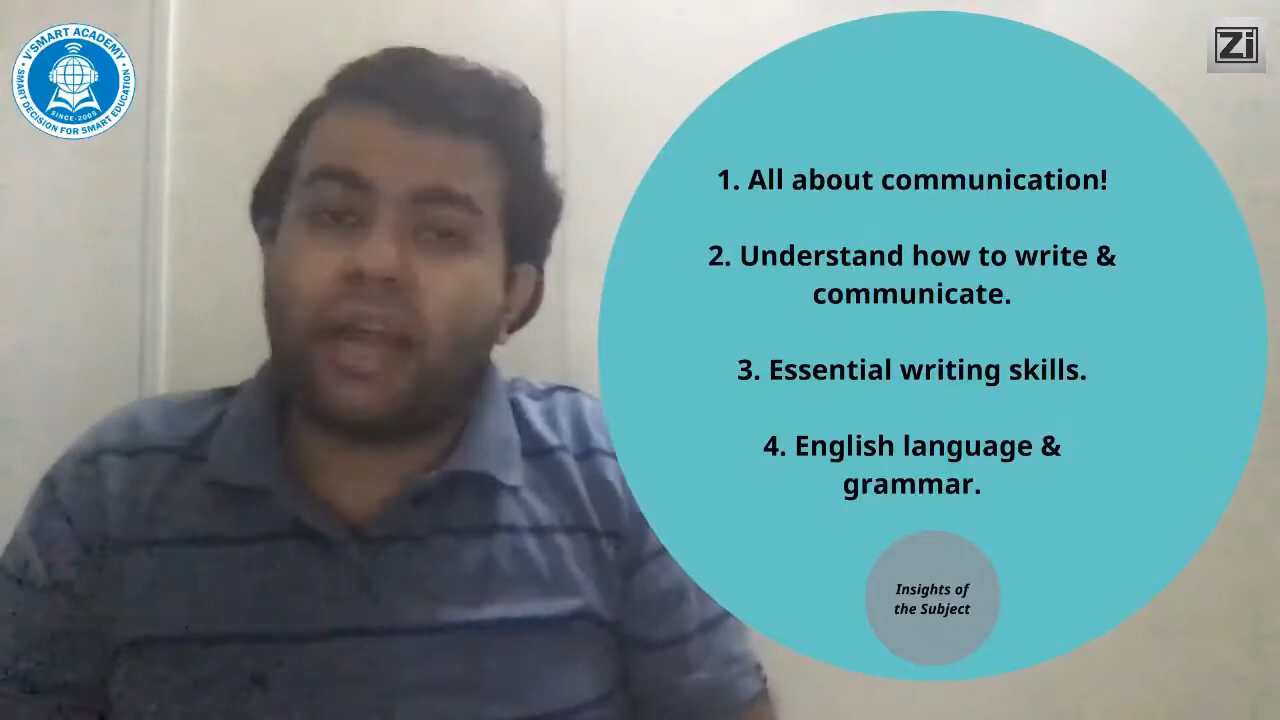 V'SMART ACADEMY
SMART DECISION FOR SMART EDUCATION
SINCE-2005
Zi
1. All about communication!
2. Understand how to write &
communicate.
3. Essential writing skills.
4. English language &
grammar.
Insights of
the Subject